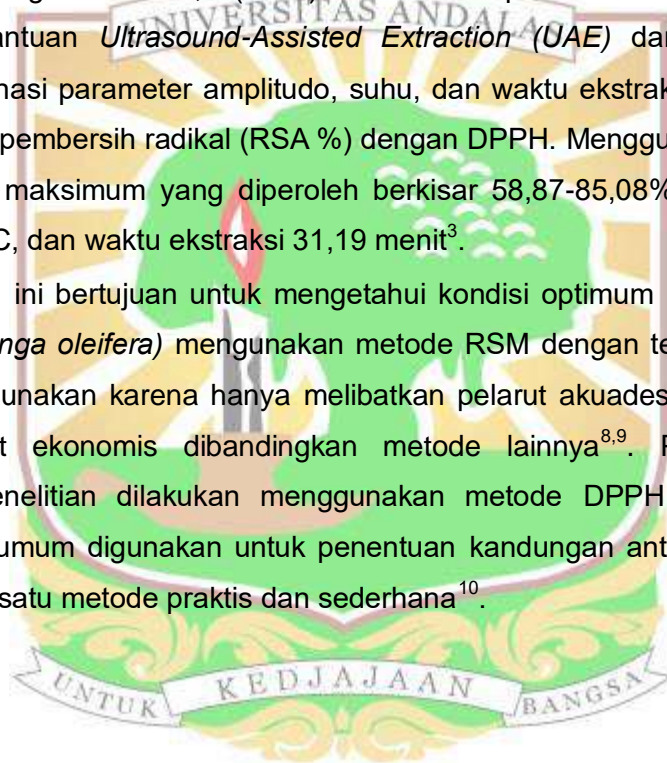 UNIVERSITAS ANDALAS
antuan Ultrasound-Assisted Extraction (UAE) dar
nasi parameter amplitudo, suhu, dan waktu ekstrak
pembersih radikal (RSA %) dengan DPPH. Menggu
maksimum yang diperoleh berkisar 58,87-85,08%
C, dan waktu ekstraksi 31,19 menit³.
ini bertujuan untuk mengetahui kondisi optimum
nga oleifera) mengunakan metode RSM dengan te
unakan karena hanya melibatkan pelarut akuades
t ekonomis dibandingkan metode lainnya⁸,⁹. P
enelitian dilakukan menggunakan metode DPPH
umum digunakan untuk penentuan kandungan ant
satu metode praktis dan sederhana¹⁰.
UNTUK KEDJAJAAN BANGSA